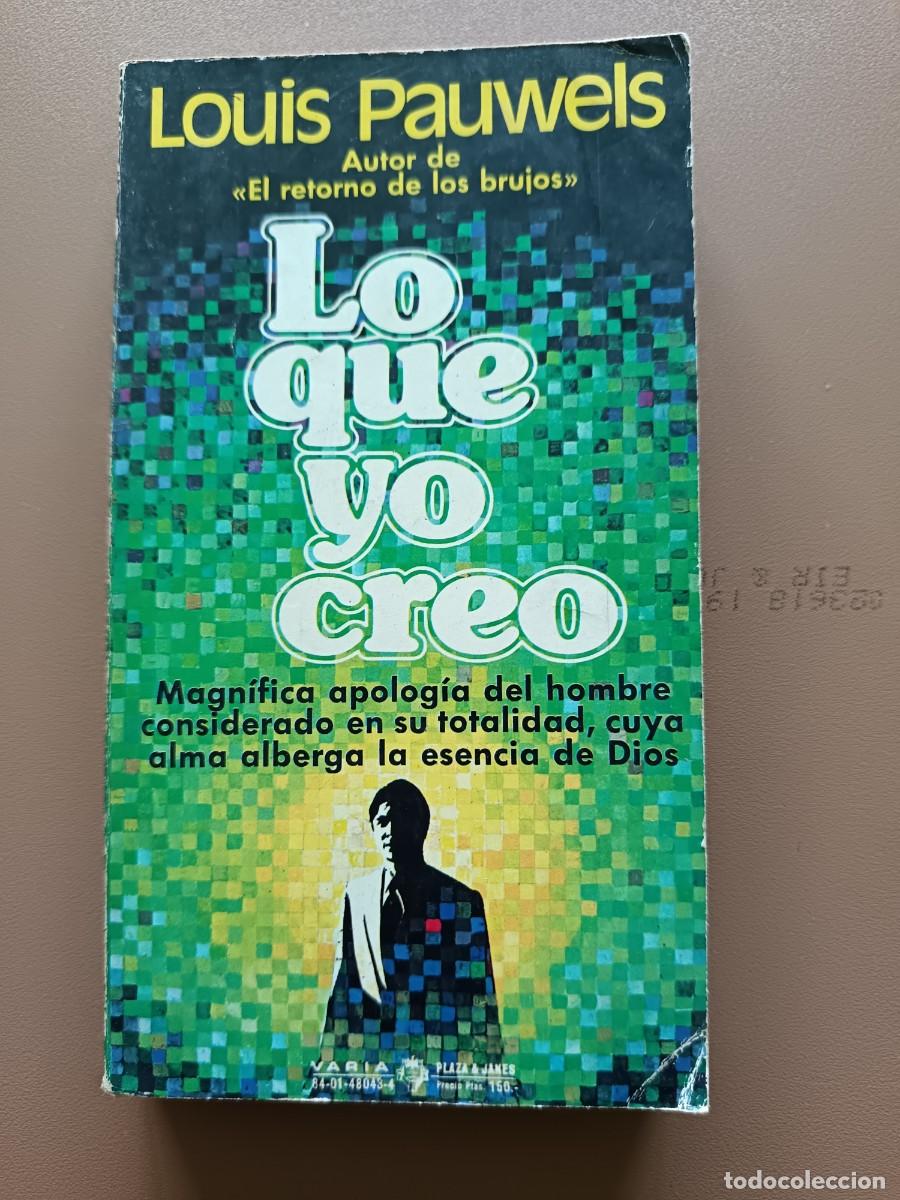 Louis Pauwels
Autor de
«El retorno de los brujos»
Lo
que
yo
creo
Magnífica apología del hombre
considerado en su totalidad, cuya
alma alberga la esencia de Dios
VARIA
84-01-48043-4
PLAZA & JANES
Precio Ptas. 150.-
todocoleccion